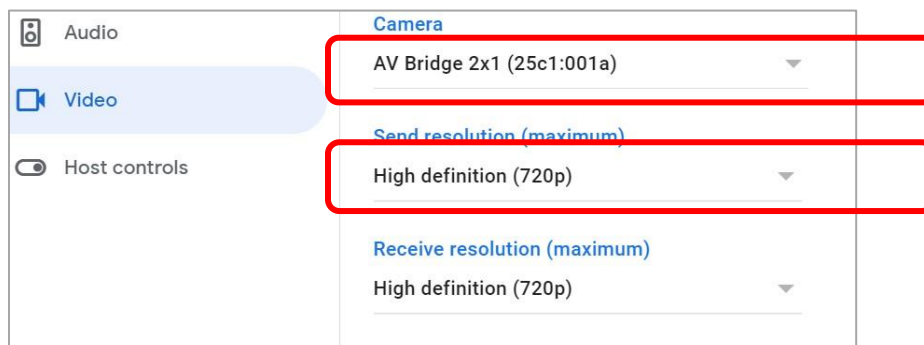 Audio
Video
Host controls
Camera
AV Bridge 2x1 (25c1:001a)
Send resolution (maximum)
High definition (720p)
Receive resolution (maximum)
High definition (720p)